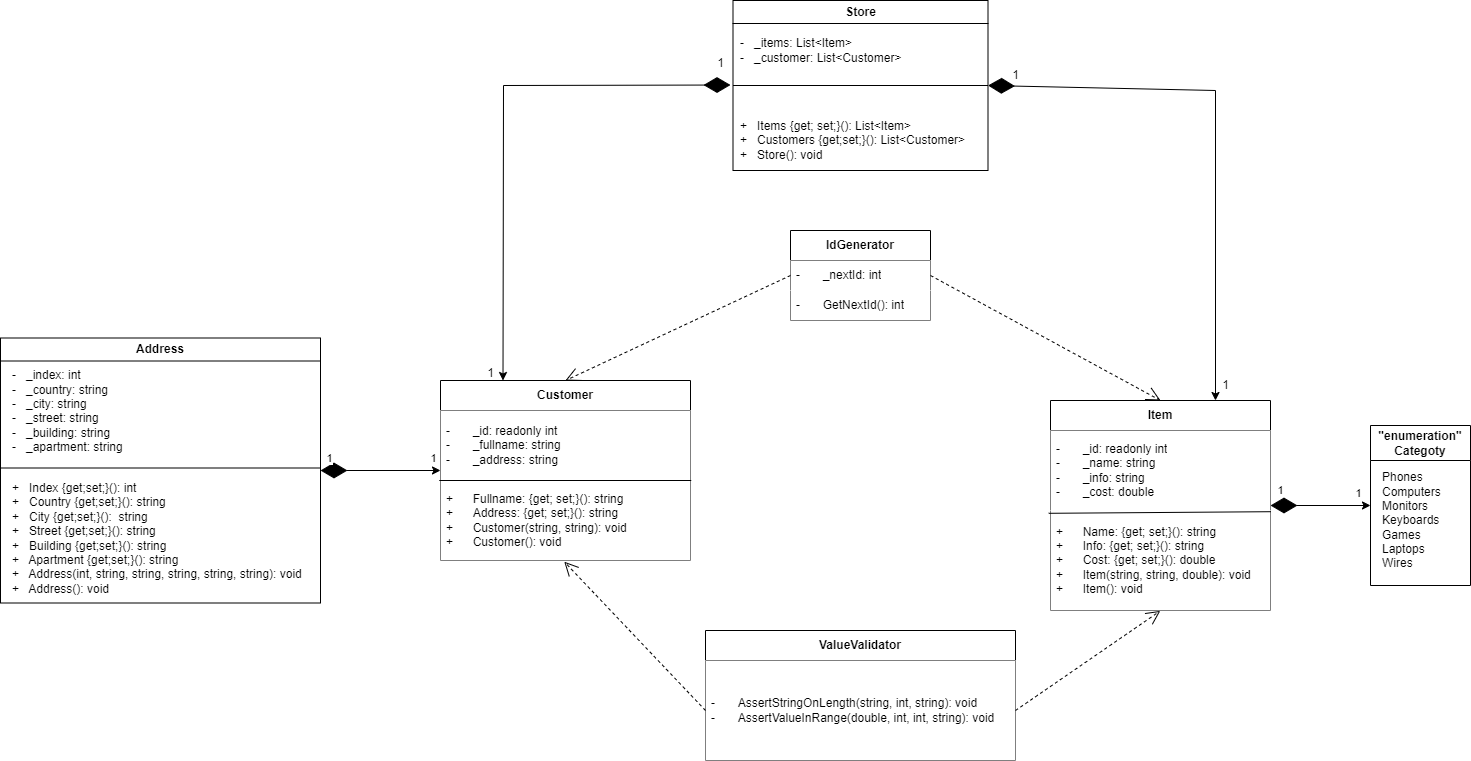 Store
- _items: List<Item>
- _customer: List<Customer>
+ Items {get; set;}(): List<Item>
+ Customers {get;set;}(): List<Customer>
+ Store(): void
1
1
IdGenerator
- _nextId: int
- GetNextId(): int
Address
- _index: int
- _country: string
- _city: string
- _street: string
- _building: string
- _apartment: string
+ Index {get;set;}(): int
+ Country {get;set;}(): string
+ City {get;set;}(): string
+ Street {get;set;}(): string
+ Building {get;set;}(): string
+ Apartment {get;set;}(): string
+ Address(int, string, string, string, string, string): void
+ Address(): void
1
1
1
Customer
- _id: readonly int
- _fullname: string
- _address: string
+ Fullname: {get; set;}(): string
+ Address: {get; set;}(): string
+ Customer(string, string): void
+ Customer(): void
1
Item
- _id: readonly int
- _name: string
- _info: string
- _cost: double
+ Name: {get; set;}(): string
+ Info: {get; set;}(): string
+ Cost: {get; set;}(): double
+ Item(string, string, double): void
+ Item(): void
1
1
"enumeration"
Categoty
Phones
Computers
Monitors
Keyboards
Games
Laptops
Wires
ValueValidator
- AssertStringOnLength(string, int, string): void
- AssertValueInRange(double, int, int, string): void